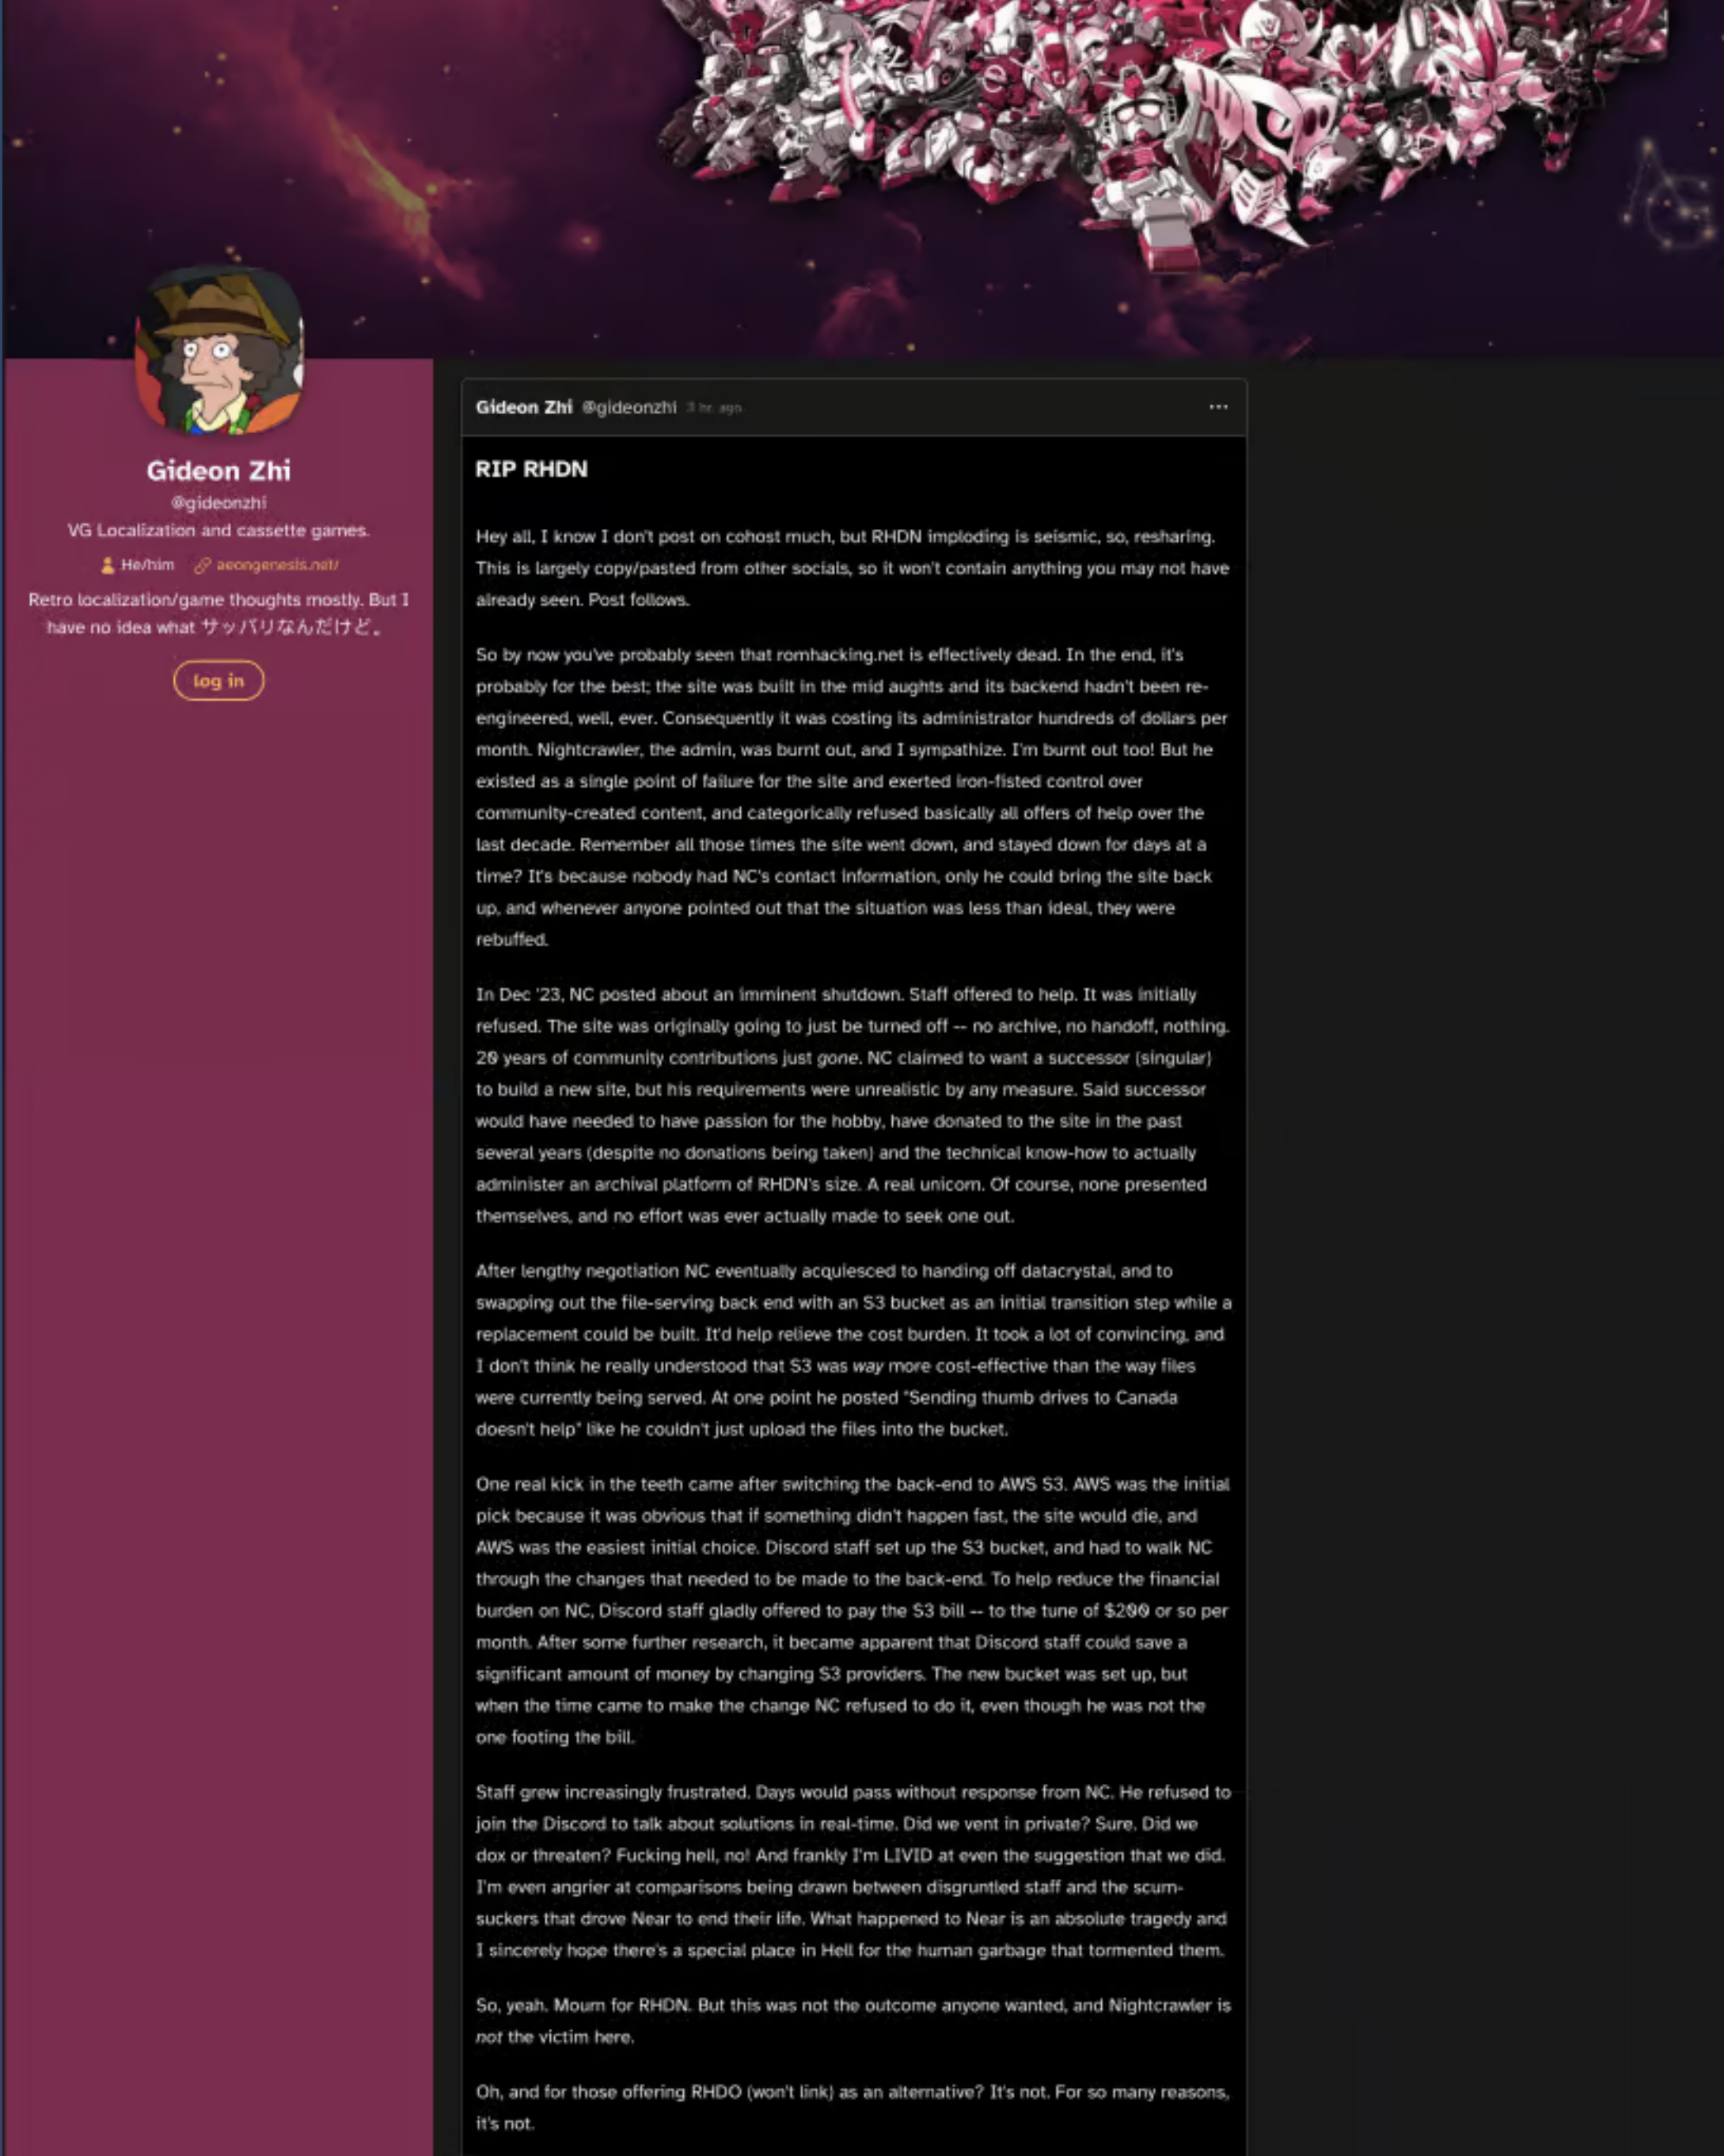 Gideon Zhi
@gideonzhi
VG Localization and cassette games.
He/him aeongenesis.net/
Retro localization/game thoughts mostly. But I
have no idea what サッパリなんだけど。
log in
Gideon Zhi @gideonzhi 3 hr. ago
RIP RHDN
Hey all, I know I don't post on cohost much, but RHDN imploding is seismic, so, resharing.
This is largely copy/pasted from other socials, so it won't contain anything you may not have
already seen. Post follows.
So by now you've probably seen that romhacking.net is effectively dead. In the end, it's
probably for the best; the site was built in the mid aughts and its backend hadn't been re-
engineered, well, ever. Consequently it was costing its administrator hundreds of dollars per
month. Nightcrawler, the admin, was burnt out, and I sympathize. I'm burnt out too! But he
existed as a single point of failure for the site and exerted iron-fisted control over
community-created content, and categorically refused basically all offers of help over the
last decade. Remember all those times the site went down, and stayed down for days at a
time? It's because nobody had NC's contact information, only he could bring the site back
up, and whenever anyone pointed out that the situation was less than ideal, they were
rebuffed.
In Dec '23, NC posted about an imminent shutdown. Staff offered to help. It was initially
refused. The site was originally going to just be turned off -- no archive, no handoff, nothing.
20 years of community contributions just gone. NC claimed to want a successor (singular)
to build a new site, but his requirements were unrealistic by any measure. Said successor
would have needed to have passion for the hobby, have donated to the site in the past
several years (despite no donations being taken) and the technical know-how to actually
administer an archival platform of RHDN's size. A real unicorn. Of course, none presented
themselves, and no effort was ever actually made to seek one out.
After lengthy negotiation NC eventually acquiesced to handing off datacrystal, and to
swapping out the file-serving back end with an S3 bucket as an initial transition step while a
replacement could be built. It'd help relieve the cost burden. It took a lot of convincing, and
I don't think he really understood that S3 was way more cost-effective than the way files
were currently being served. At one point he posted "Sending thumb drives to Canada
doesn't help" like he couldn't just upload the files into the bucket.
One real kick in the teeth came after switching the back-end to AWS S3. AWS was the initial
pick because it was obvious that if something didn't happen fast, the site would die, and
AWS was the easiest initial choice. Discord staff set up the S3 bucket, and had to walk NC
through the changes that needed to be made to the back-end. To help reduce the financial
burden on NC, Discord staff gladly offered to pay the S3 bill -- to the tune of $200 or so per
month. After some further research, it became apparent that Discord staff could save a
significant amount of money by changing S3 providers. The new bucket was set up, but
when the time came to make the change NC refused to do it, even though he was not the
one footing the bill.
Staff grew increasingly frustrated. Days would pass without response from NC. He refused to
join the Discord to talk about solutions in real-time. Did we vent in private? Sure. Did we
dox or threaten? Fucking hell, no! And frankly I'm LIVID at even the suggestion that we did.
I'm even angrier at comparisons being drawn between disgruntled staff and the scum-
suckers that drove Near to end their life. What happened to Near is an absolute tragedy and
I sincerely hope there's a special place in Hell for the human garbage that tormented them.
So, yeah. Mourn for RHDN. But this was not the outcome anyone wanted, and Nightcrawler is
not the victim here.
Oh, and for those offering RHDO (won't link) as an alternative? It's not. For so many reasons,
it's not.